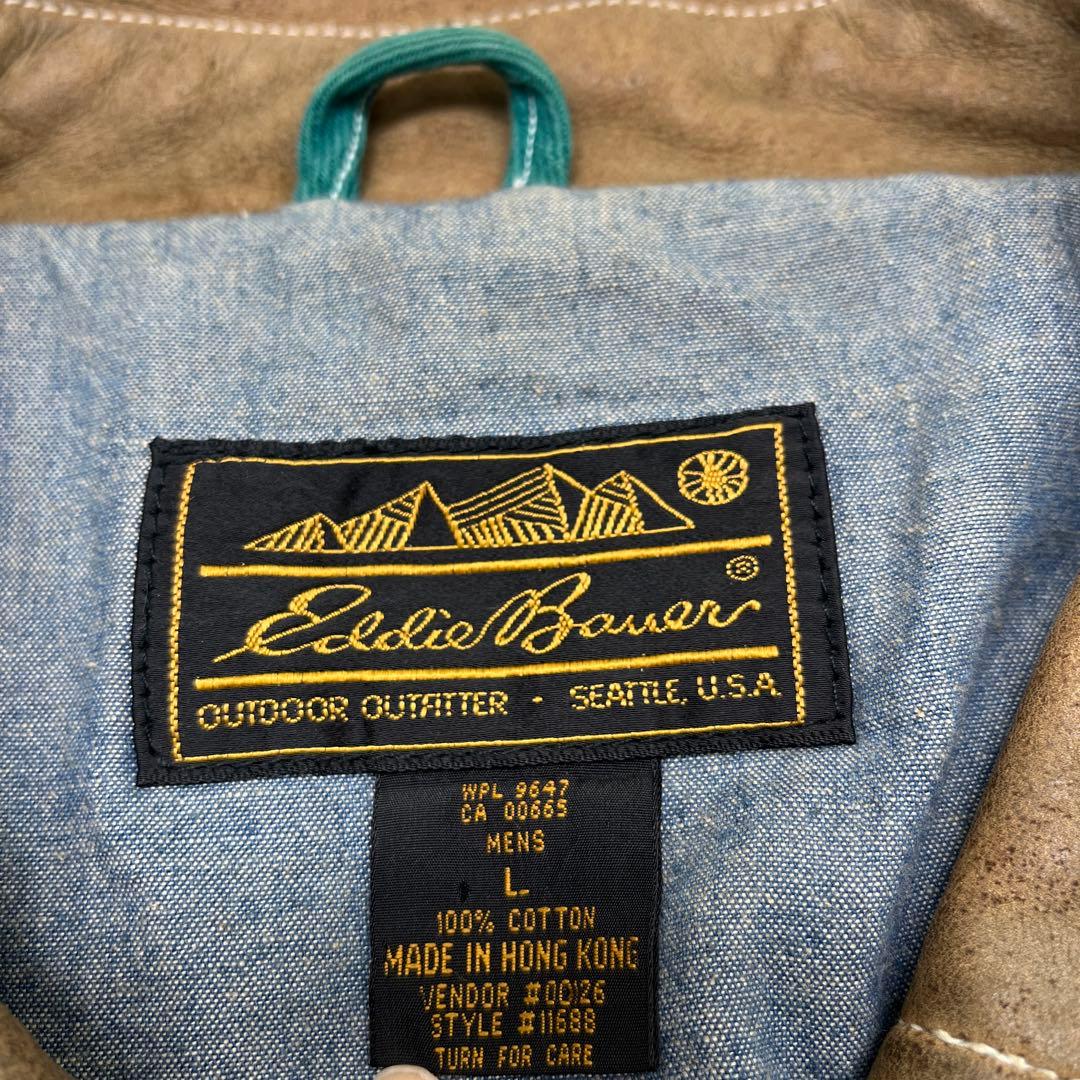 Eddie Bauer ®
OUTDOOR OUTFITTER · SEATTLE, U.S.A.
WPL 9647
CA 00665
MENS
L
100% COTTON
MADE IN HONG KONG
VENDOR #00126
STYLE #11688
TURN FOR CARE